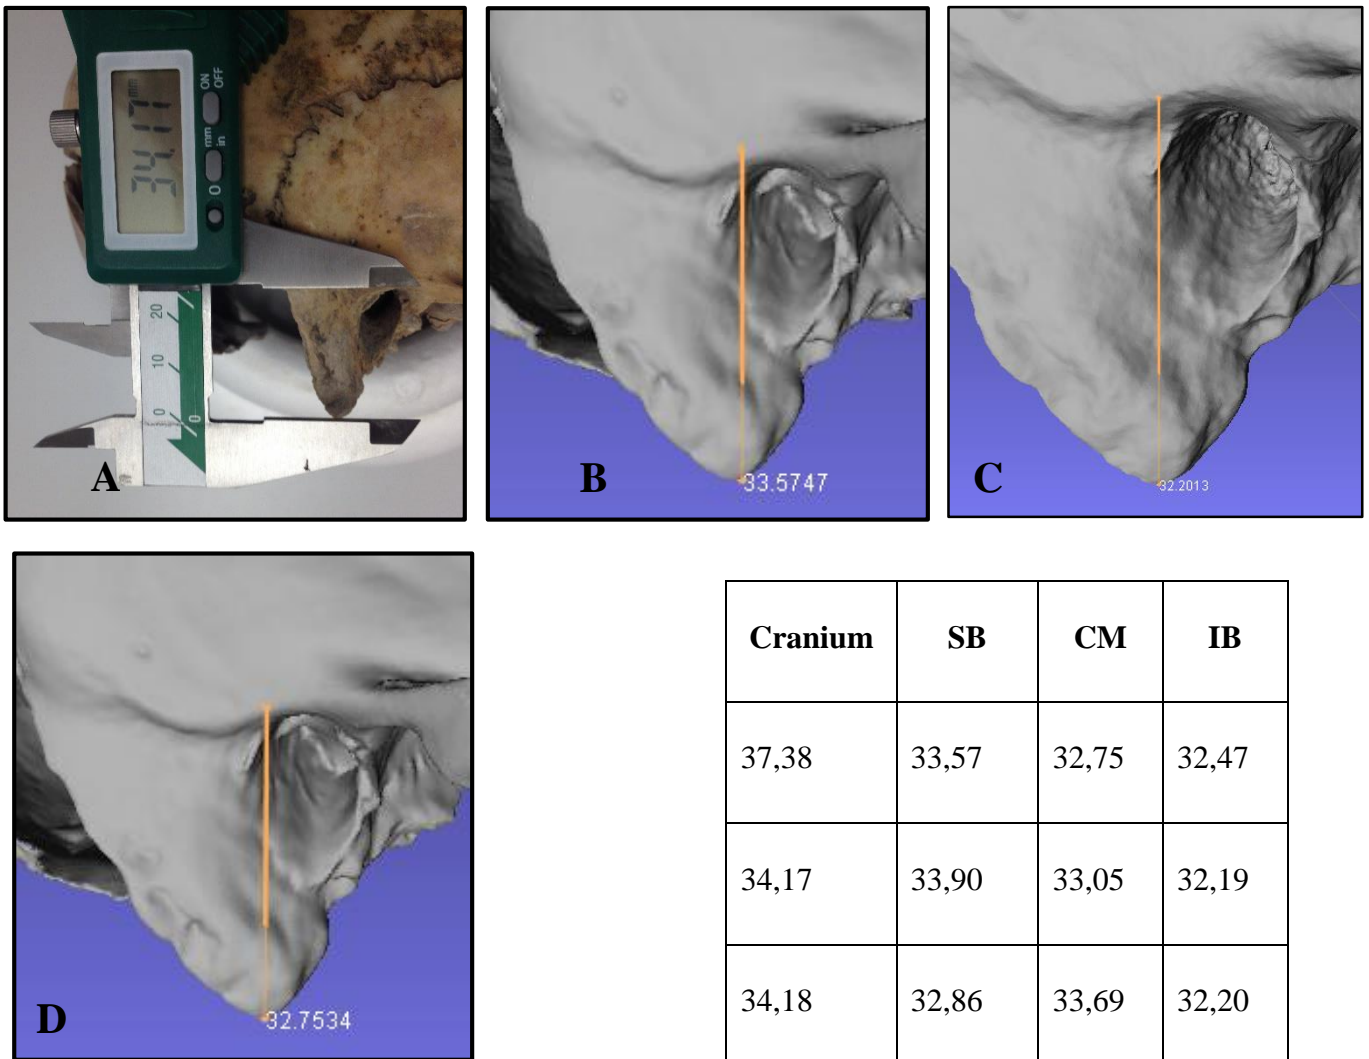 34.17 mm
ON
OFF
mm
in
0
20
10
0
0
A
33.5747
B
32.2013
C
32.7534
D
Cranium SB CM IB
37,38 33,57 32,75 32,47
34,17 33,90 33,05 32,19
34,18 32,86 33,69 32,20